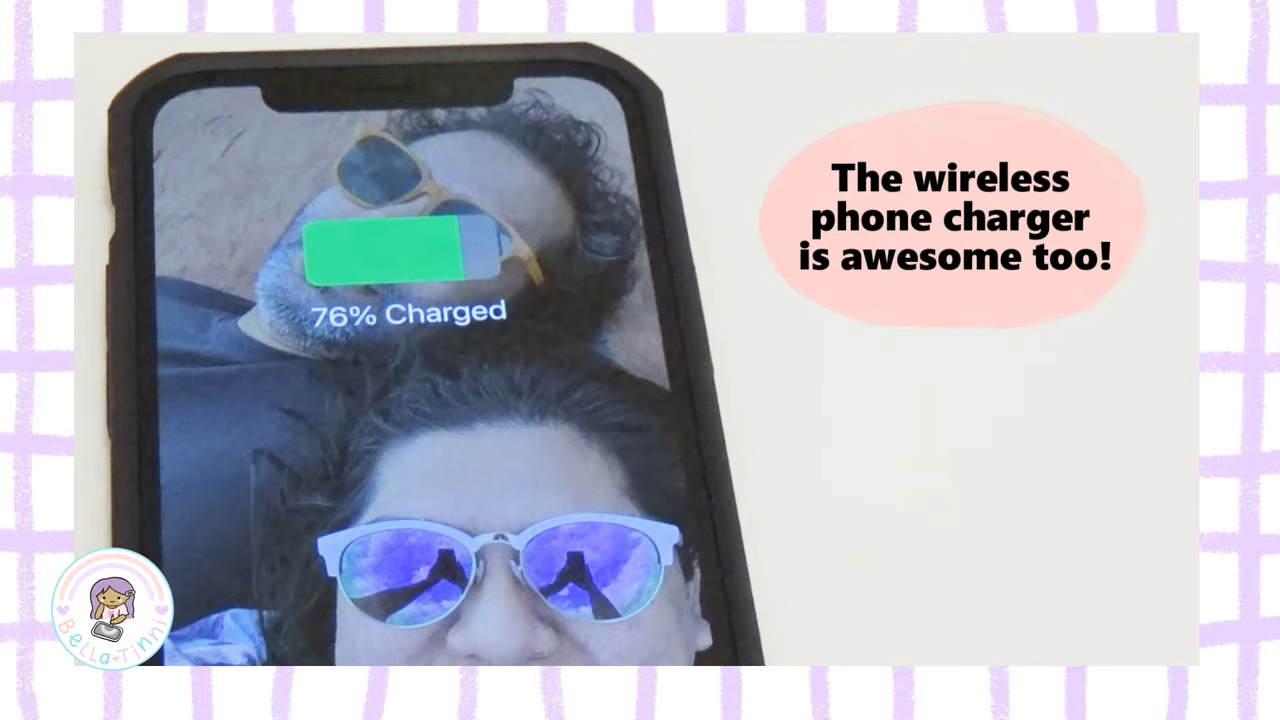 The wireless
phone charger
is awesome too!
76% Charged
BeLLa♥Tinni